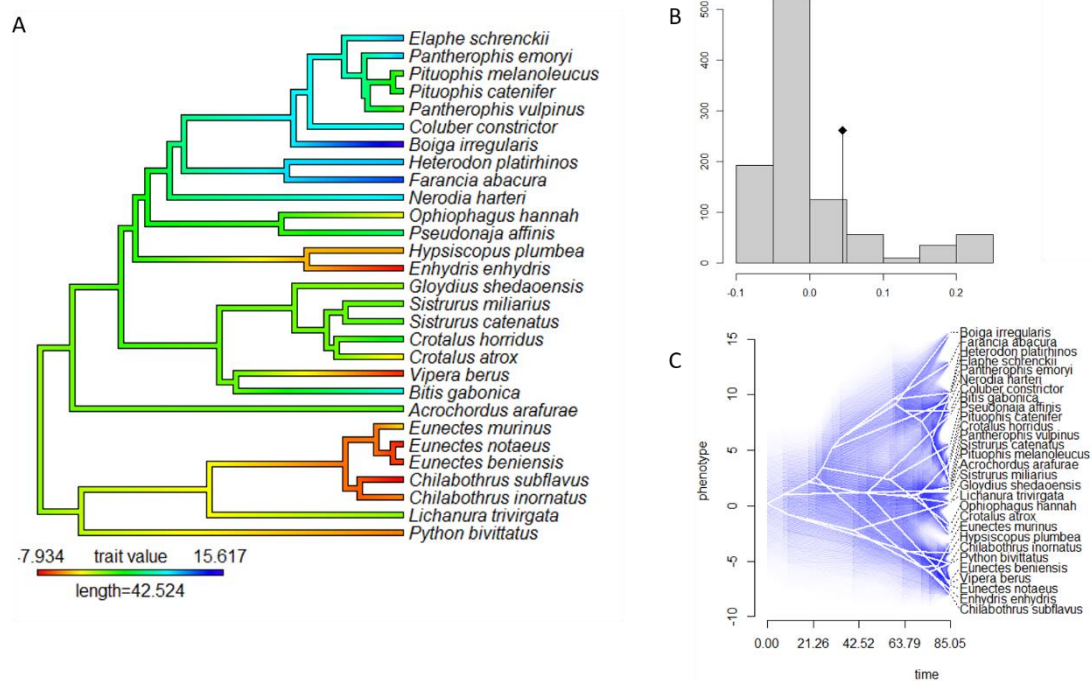 A
Elaphe schrenckii
Pantherophis emoryi
Pituophis melanoleucus
Pituophis catenifer
Pantherophis vulpinus
Coluber constrictor
Boiga irregularis
Heterodon platirhinos
Farancia abacura
Nerodia harteri
Ophiophagus hannah
Pseudonaja affinis
Hypsiscopus plumbea
Enhydris enhydris
Gloydius shedaoensis
Sistrurus miliarius
Sistrurus catenatus
Crotalus horridus
Crotalus atrox
Vipera berus
Bitis gabonica
Acrochordus arafurae
Eunectes murinus
Eunectes notaeus
Eunectes beniensis
Chilabothrus subflavus
Chilabothrus inornatus
Lichanura trivirgata
Python bivittatus
-7.934 trait value 15.617
length=42.524
B
500
400
300
200
100
0
-0.1 0.0 0.1 0.2
C
15
10
5
0
-5
-10
phenotype
Boiga irregularis
Farancia abacura
Heterodon platirhinos
Elaphe schrenckii
Pantherophis emoryi
Nerodia harteri
Coluber constrictor
Bitis gabonica
Pseudonaja affinis
Pituophis catenifer
Crotalus horridus
Pantherophis vulpinus
Sistrurus catenatus
Pituophis melanoleucus
Acrochordus arafurae
Sistrurus miliarius
Gloydius shedaoensis
Lichanura trivirgata
Ophiophagus hannah
Crotalus atrox
Eunectes murinus
Hypsiscopus plumbea
Chilabothrus inornatus
Python bivittatus
Eunectes beniensis
Vipera berus
Eunectes notaeus
Enhydris enhydris
Chilabothrus subflavus
0.00 21.26 42.52 63.79 85.05
time